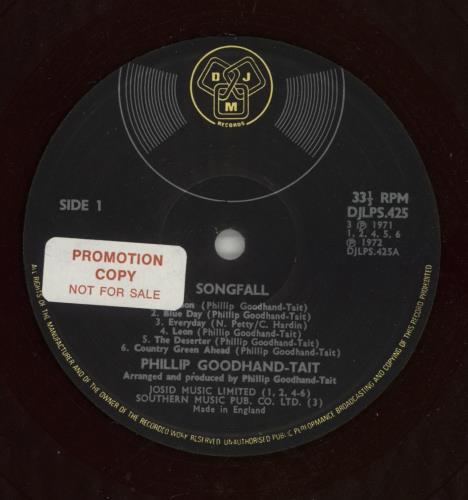 D J
M
RECORDS
SIDE 1
33⅓ RPM
DJLPS.425
3 ℗ 1971
1, 2, 4, 5, 6
℗ 1972
DJLPS.425A
PROMOTION
COPY
NOT FOR SALE
SONGFALL
(Phillip Goodhand-Tait)
2. Blue Day (Phillip Goodhand-Tait)
3. Everyday (N. Petty/C. Hardin)
4. Leon (Phillip Goodhand-Tait)
5. The Deserter (Phillip Goodhand-Tait)
6. Country Green Ahead (Phillip Goodhand-Tait)
PHILLIP GOODHAND-TAIT
Arranged and produced by Phillip Goodhand-Tait
JOSID MUSIC LIMITED (1, 2, 4-6)
SOUTHERN MUSIC PUB. CO. LTD. (3)
Made in England
ALL RIGHTS OF THE MANUFACTURER AND OF THE OWNER OF THE RECORDED WORK RESERVED UNAUTHORISED PUBLIC PERFORMANCE BROADCASTING AND COPYING OF THIS RECORD PROHIBITED